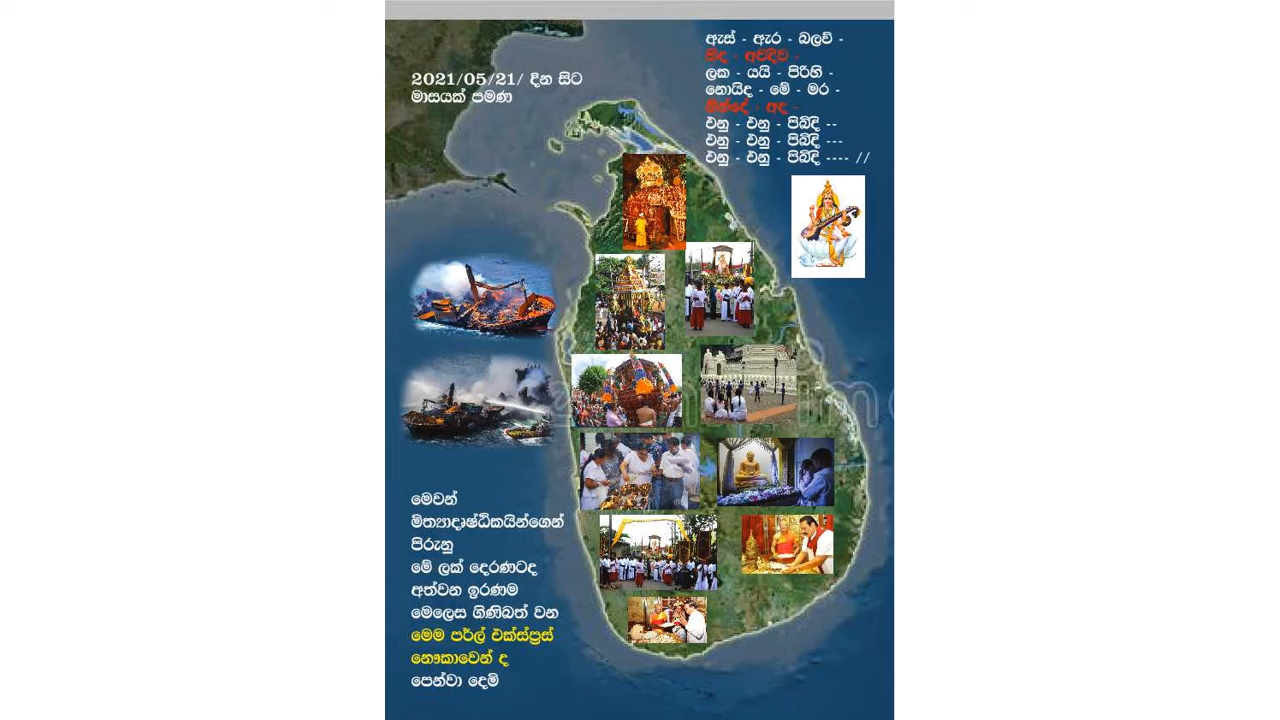 2021/05/21/ දින සිට
මාසයක් පමණ
ඇස් - ඇර - බලව් -
හිද - අවදිව -
ලක - යයි - පිරිහි -
නොයිද - මේ - මර -
නින්දේ - අද -
එනු - එනු - පිබිදි --
එනු - එනු - පිබිදි ---
එනු - එනු - පිබිදි ---- //
මෙවන්
මිත්‍යාදෘෂ්ඨිකයින්ගෙන්
පිරුනු
මේ ලක් දෙරණටද
අත්වන ඉරණම
මෙලෙස ගිණිබත් වන
මෙම පර්ල් එක්ස්ප්‍රස්
නෞකාවෙන් ද
පෙන්වා දෙමි